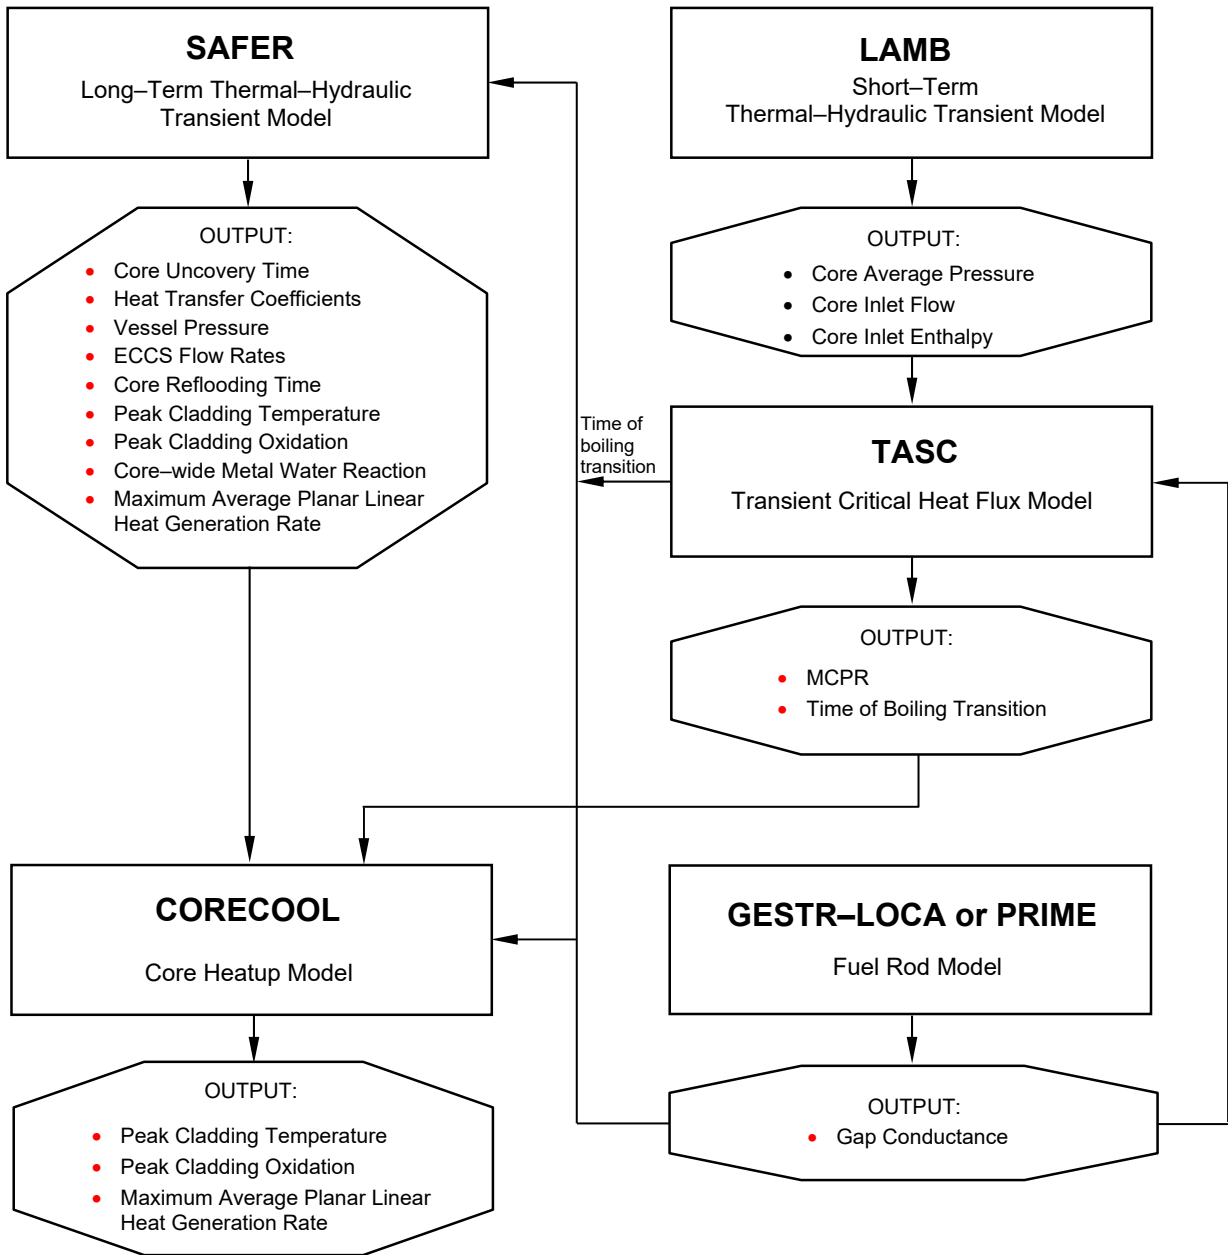 SAFER
Long–Term Thermal–Hydraulic
Transient Model
OUTPUT:
• Core Uncovery Time
• Heat Transfer Coefficients
• Vessel Pressure
• ECCS Flow Rates
• Core Reflooding Time
• Peak Cladding Temperature
• Peak Cladding Oxidation
• Core–wide Metal Water Reaction
• Maximum Average Planar Linear
Heat Generation Rate
LAMB
Short–Term
Thermal–Hydraulic Transient Model
OUTPUT:
• Core Average Pressure
• Core Inlet Flow
• Core Inlet Enthalpy
Time of
boiling
transition
TASC
Transient Critical Heat Flux Model
OUTPUT:
• MCPR
• Time of Boiling Transition
CORECOOL
Core Heatup Model
OUTPUT:
• Peak Cladding Temperature
• Peak Cladding Oxidation
• Maximum Average Planar Linear
Heat Generation Rate
GESTR–LOCA or PRIME
Fuel Rod Model
OUTPUT:
• Gap Conductance